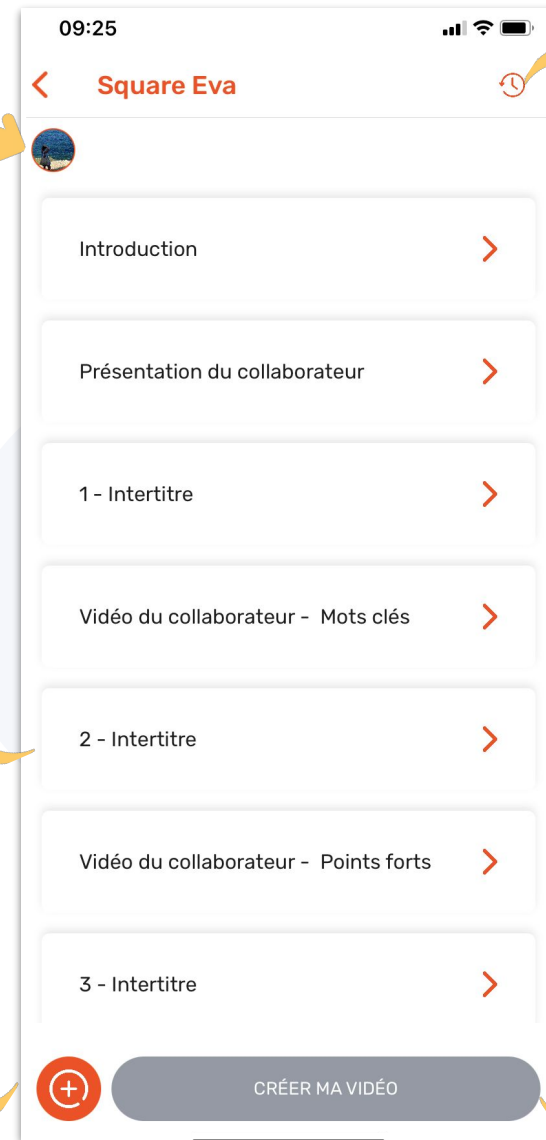 09:25
Square Eva
Introduction
Présentation du collaborateur
1 - Intertitre
Vidéo du collaborateur - Mots clés
2 - Intertitre
Vidéo du collaborateur - Points forts
3 - Intertitre
CRÉER MA VIDÉO